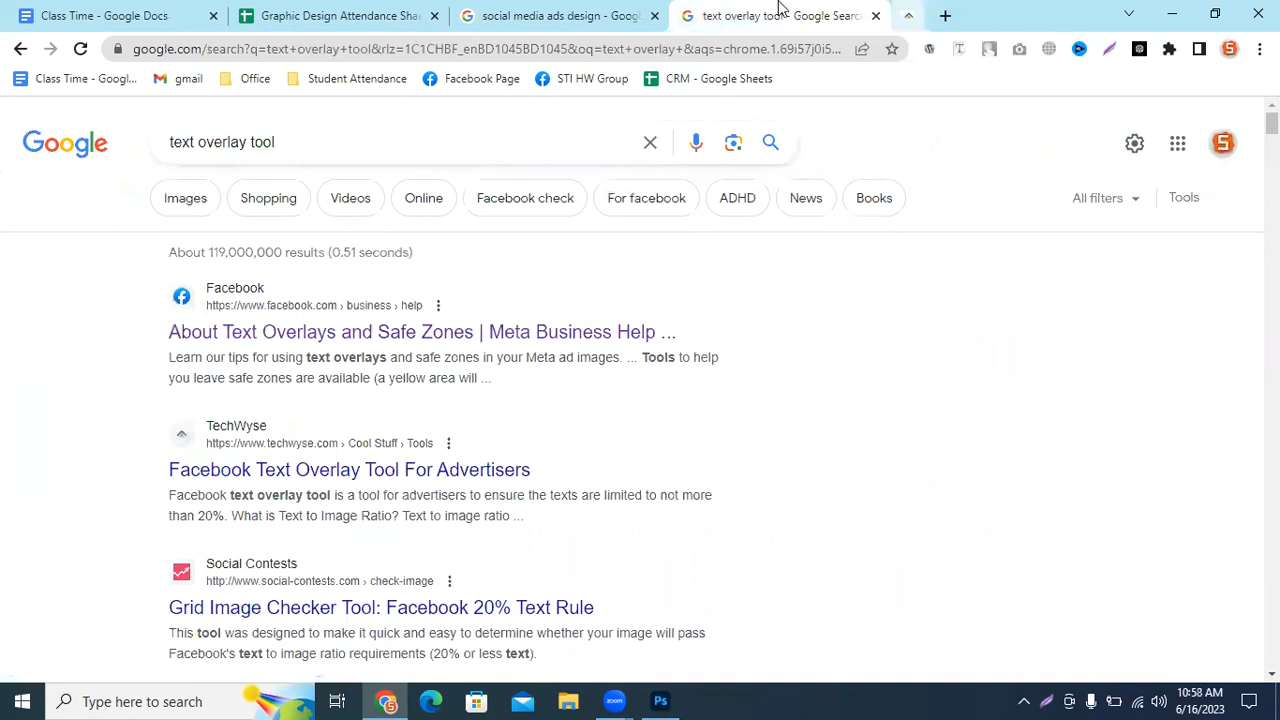 Class Time - Google Docs
Graphic Design Attendance Shar
social media ads design - Googl
text overlay tool - Google Searc
google.com/search?q=text+overlay+tool&rlz=1C1CHBF_enBD1045BD1045&oq=text+overlay+&aqs=chrome.1.69i57j0i5...
Class Time - Googl...
gmail
Office
Student Attendance
Facebook Page
STI HW Group
CRM - Google Sheets
Google
text overlay tool
Images
Shopping
Videos
Online
Facebook check
For facebook
ADHD
News
Books
All filters
Tools
About 119,000,000 results (0.51 seconds)
Facebook
https://www.facebook.com › business › help
About Text Overlays and Safe Zones | Meta Business Help ...
Learn our tips for using text overlays and safe zones in your Meta ad images. ... Tools to help
you leave safe zones are available (a yellow area will ...
TechWyse
https://www.techwyse.com › Cool Stuff › Tools
Facebook Text Overlay Tool For Advertisers
Facebook text overlay tool is a tool for advertisers to ensure the texts are limited to not more
than 20%. What is Text to Image Ratio? Text to image ratio ...
Social Contests
http://www.social-contests.com › check-image
Grid Image Checker Tool: Facebook 20% Text Rule
This tool was designed to make it quick and easy to determine whether your image will pass
Facebook's text to image ratio requirements (20% or less text).
Type here to search
zoom
Ps
10:58 AM
6/16/2023